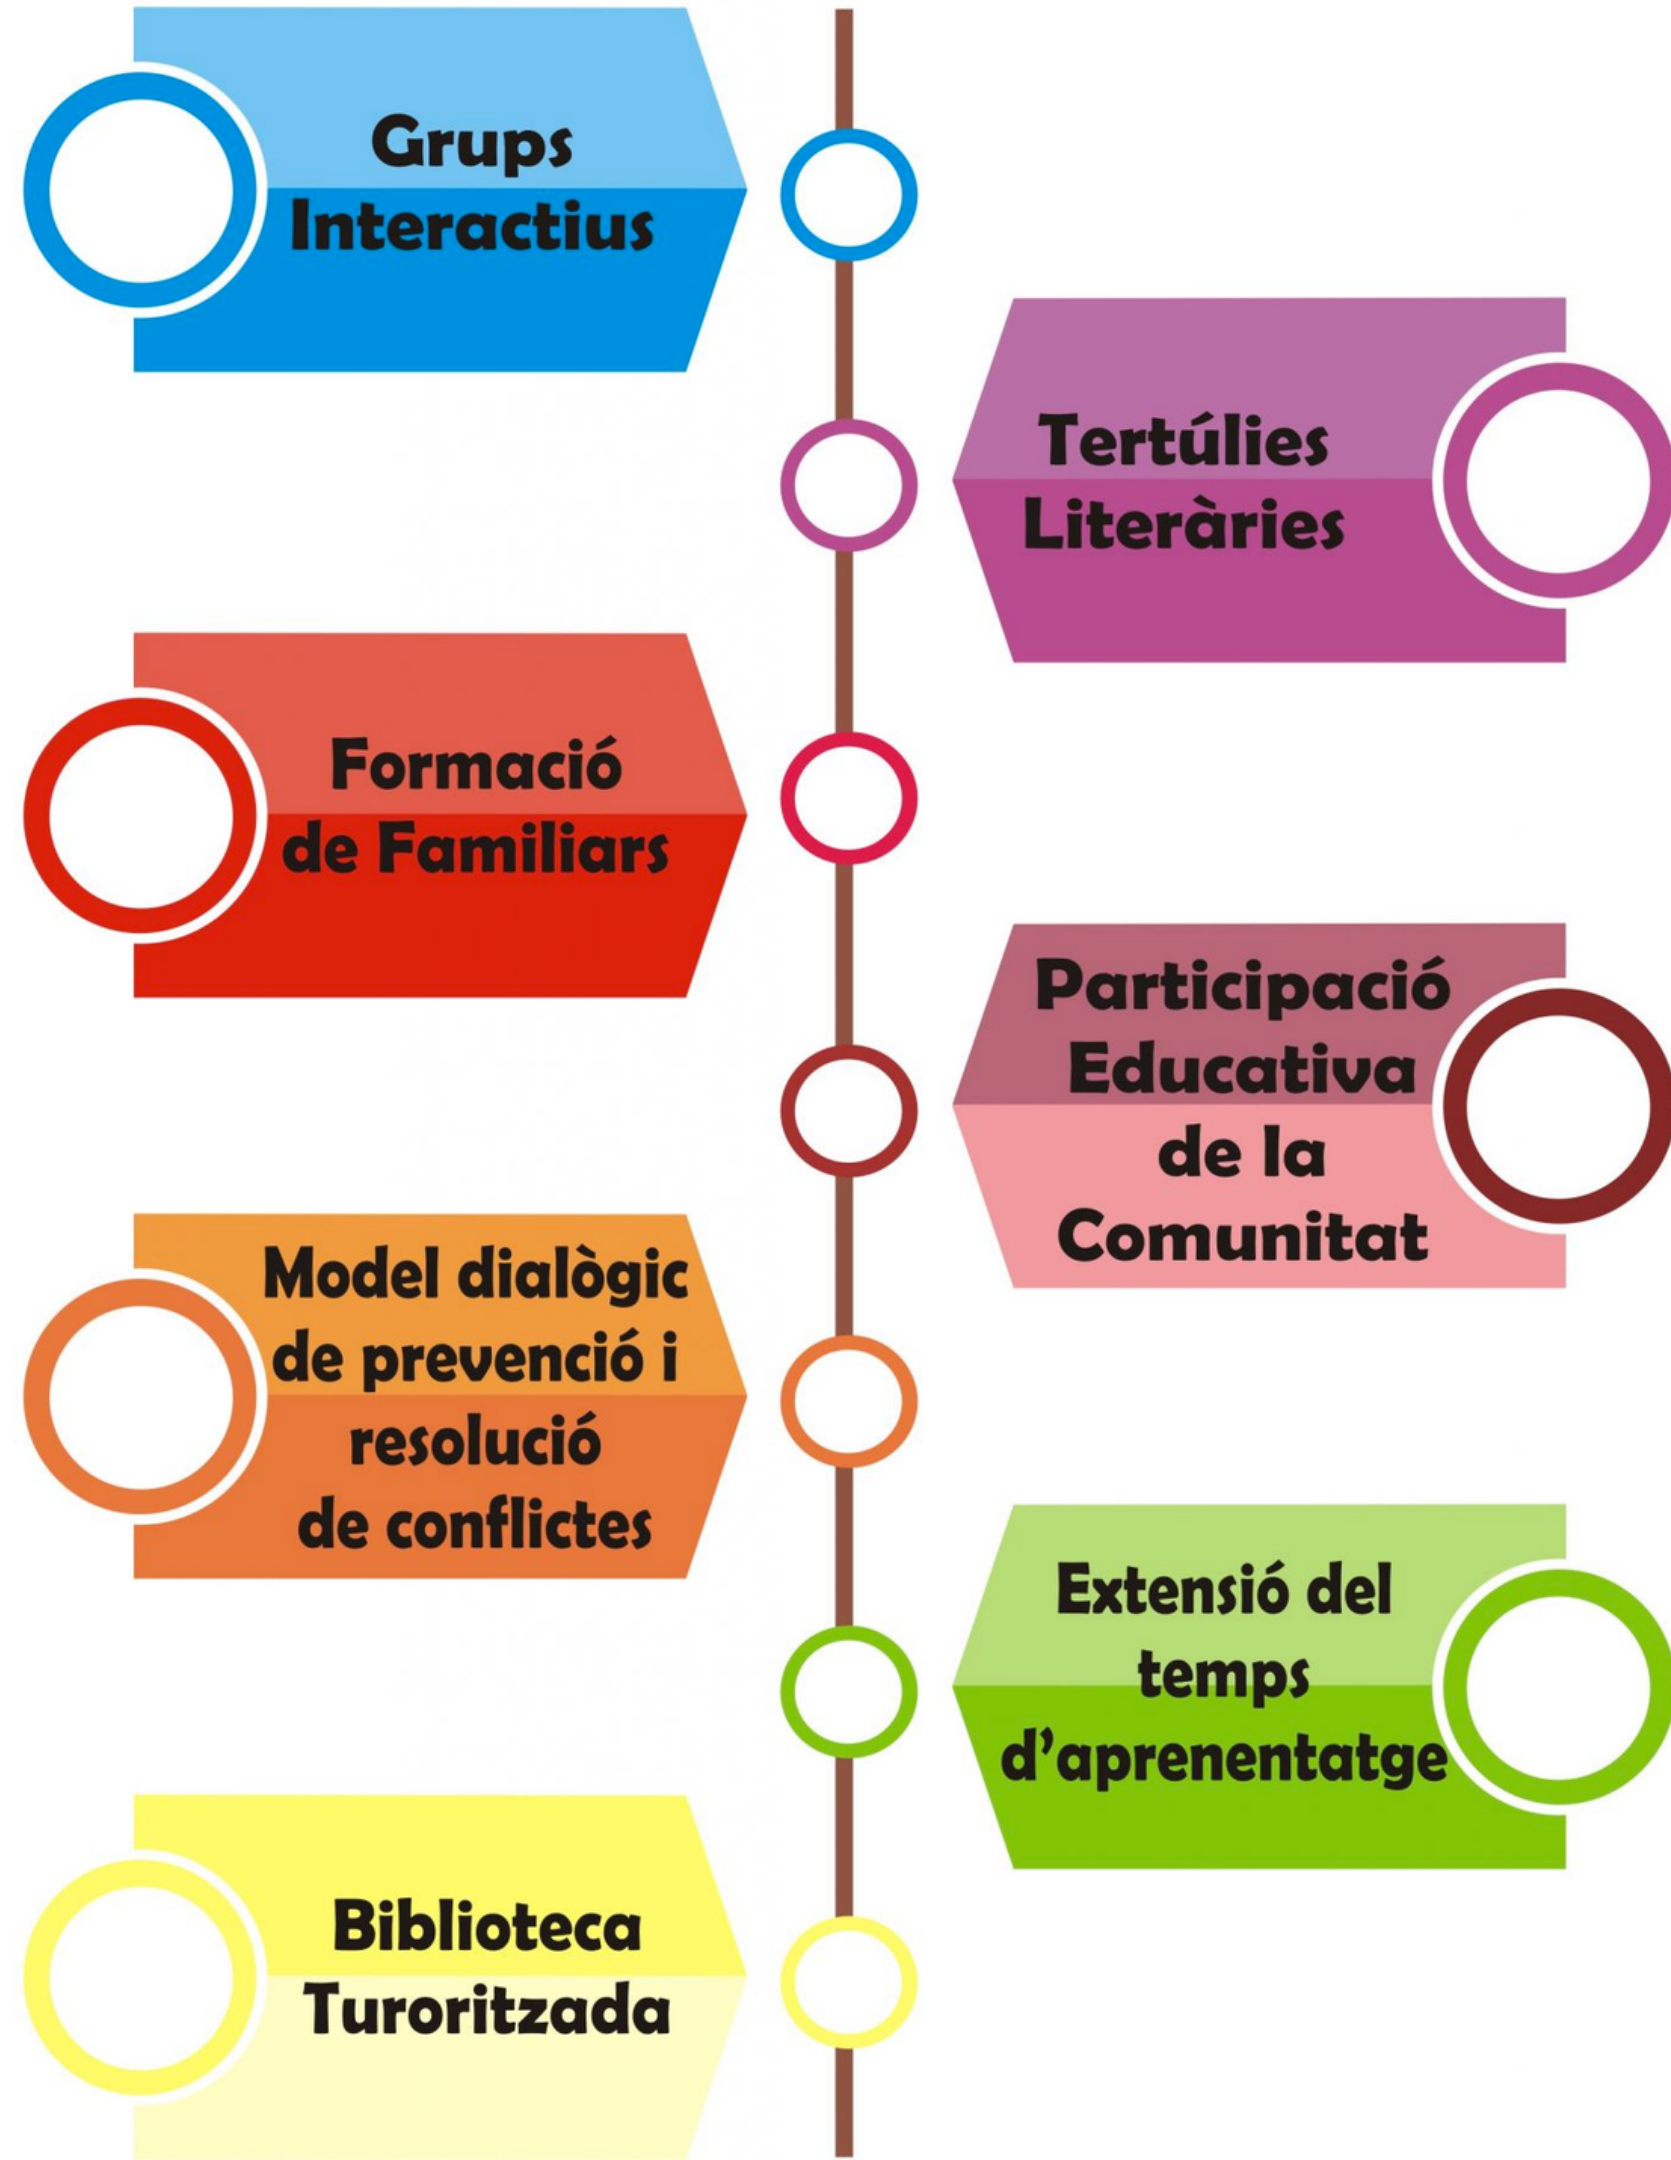 Grups
Interactius
Tertúlies
Literàries
Formació
de Familiars
Participació
Educativa
de la
Comunitat
Model dialògic
de prevenció i
resolució
de conflictes
Extensió del
temps
d’aprenentatge
Biblioteca
Turoritzada